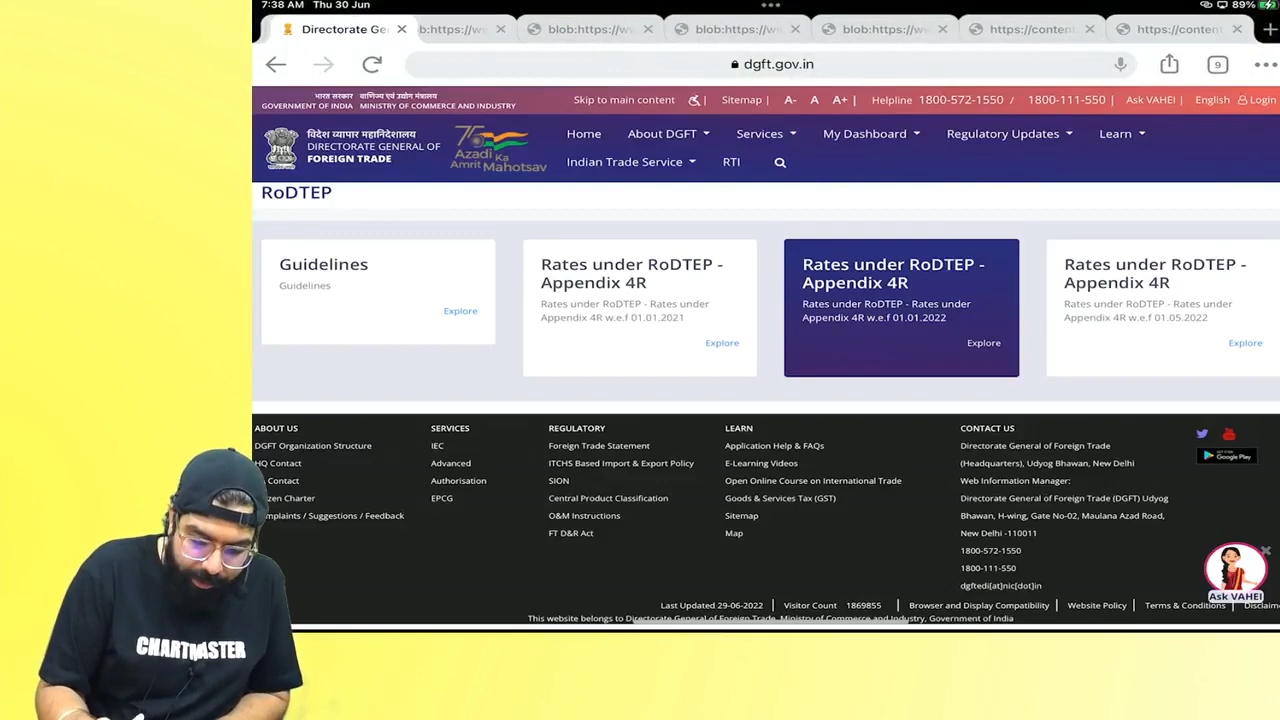 7:38 AM Thu 30 Jun
89%
Directorate Ge
b:https://w
blob:https://w
blob:https://w
blob:https://w
https://conten
https://content
dgft.gov.in
9
भारत सरकार वाणिज्य एवं उद्योग मंत्रालय
GOVERNMENT OF INDIA MINISTRY OF COMMERCE AND INDUSTRY
Skip to main content | Sitemap | A- A A+ | Helpline 1800-572-1550 / 1800-111-550 | Ask VAHEI | English Login
विदेश व्यापार महानिदेशालय
DIRECTORATE GENERAL OF
FOREIGN TRADE
75
Azadi Ka
Amrit Mahotsav
Home About DGFT Services My Dashboard Regulatory Updates Learn
Indian Trade Service RTI
RoDTEP
Guidelines
Guidelines
Explore
Rates under RoDTEP -
Appendix 4R
Rates under RoDTEP - Rates under
Appendix 4R w.e.f 01.01.2021
Explore
Rates under RoDTEP -
Appendix 4R
Rates under RoDTEP - Rates under
Appendix 4R w.e.f 01.01.2022
Explore
Rates under RoDTEP -
Appendix 4R
Rates under RoDTEP - Rates under
Appendix 4R w.e.f 01.05.2022
Explore
ABOUT US
DGFT Organization Structure
HQ Contact
Contact
zen Charter
mplaints / Suggestions / Feedback
SERVICES
IEC
Advanced
Authorisation
EPCG
REGULATORY
Foreign Trade Statement
ITCHS Based Import & Export Policy
SION
Central Product Classification
O&M Instructions
FT D&R Act
LEARN
Application Help & FAQs
E-Learning Videos
Open Online Course on International Trade
Goods & Services Tax (GST)
Sitemap
Map
CONTACT US
Directorate General of Foreign Trade
(Headquarters), Udyog Bhawan, New Delhi
Web Information Manager:
Directorate General of Foreign Trade (DGFT) Udyog
Bhawan, H-wing, Gate No-02, Maulana Azad Road,
New Delhi -110011
1800-572-1550
1800-111-550
dgftedi[at]nic[dot]in
Google Play
Ask VAHEI
Last Updated 29-06-2022 | Visitor Count 1869855 | Browser and Display Compatibility | Website Policy | Terms & Conditions | Disclaim
This website belongs to Directorate General of Foreign Trade, Ministry of Commerce and Industry, Government of India
CHARTMASTER